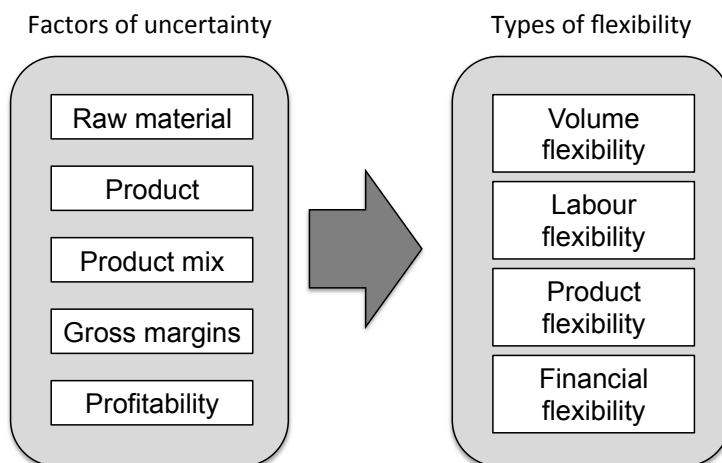 Factors of uncertainty
Raw material
Product
Product mix
Gross margins
Profitability
Types of flexibility
Volume
flexibility
Labour
flexibility
Product
flexibility
Financial
flexibility